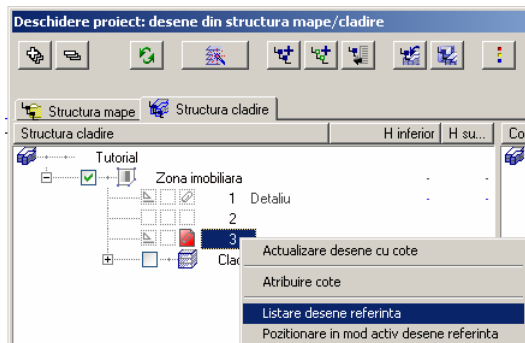 Deschidere proiect: desene din structura mape/cladire
Structura mape Structura cladire
Structura cladire H inferior H su... Co
Tutorial
Zona imobiliara - -
1 Detaliu - -
2
3
Actualizare desene cu cote
Clac
Atribuire cote
Listare desene referinta
Pozitionare in mod activ desene referinta